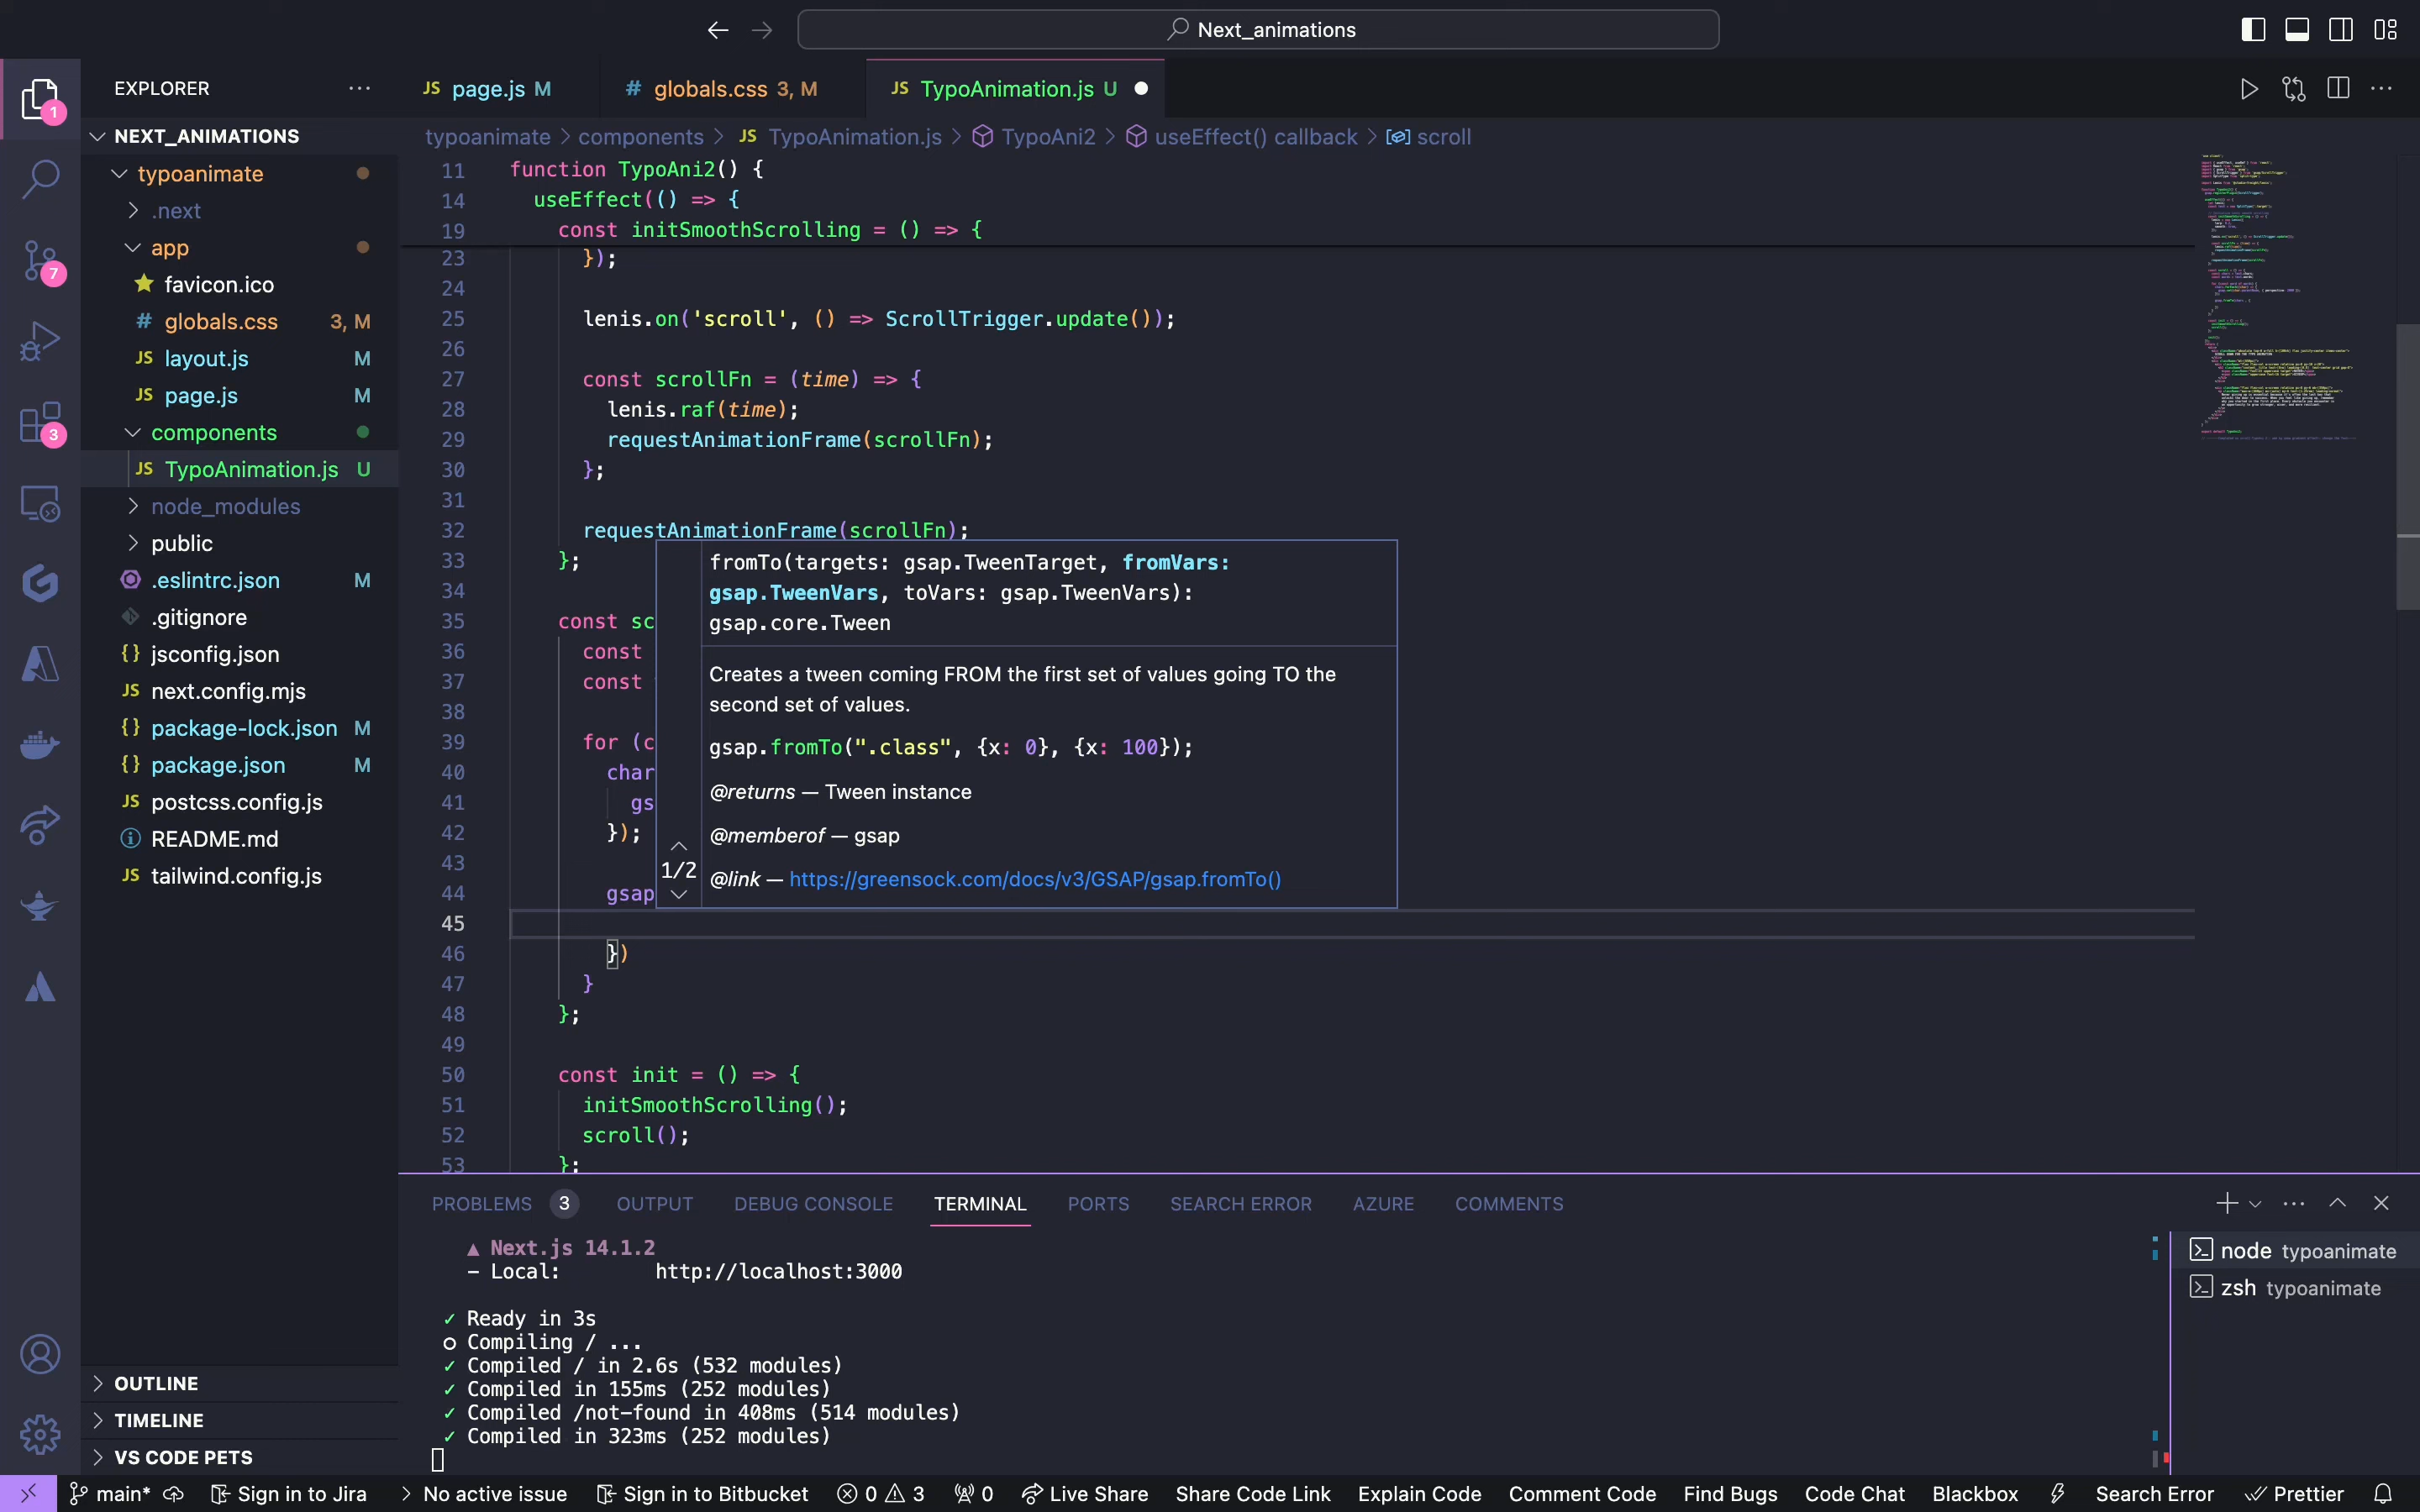 Next_animations
EXPLORER
JS page.js M
# globals.css 3, M
JS TypoAnimation.js U
NEXT_ANIMATIONS
typoanimate > components > JS TypoAnimation.js > TypoAni2 > useEffect() callback > scroll
typoanimate
.next
app
favicon.ico
# globals.css 3, M
JS layout.js M
JS page.js M
components
JS TypoAnimation.js U
node_modules
public
.eslintrc.json M
.gitignore
{} jsconfig.json
JS next.config.mjs
{} package-lock.json M
{} package.json M
JS postcss.config.js
README.md
JS tailwind.config.js
OUTLINE
TIMELINE
VS CODE PETS
1
7
3
11 function TypoAni2() {
14 useEffect(() => {
19 const initSmoothScrolling = () => {
23 });
24
25 lenis.on('scroll', () => ScrollTrigger.update());
26
27 const scrollFn = (time) => {
28 lenis.raf(time);
29 requestAnimationFrame(scrollFn);
30 };
31
32 requestAnimationFrame(scrollFn);
33 };
34
35 const sc
36 const
37 const
38
39 for (c
40 char
41 gs
42 });
43
44 gsap
45
46 })
47 }
48 };
49
50 const init = () => {
51 initSmoothScrolling();
52 scroll();
53 };
fromTo(targets: gsap.TweenTarget, fromVars:
gsap.TweenVars, toVars: gsap.TweenVars):
gsap.core.Tween
Creates a tween coming FROM the first set of values going TO the
second set of values.
gsap.fromTo(".class", {x: 0}, {x: 100});
@returns — Tween instance
@memberof — gsap
1/2
@link — https://greensock.com/docs/v3/GSAP/gsap.fromTo()
PROBLEMS 3 OUTPUT DEBUG CONSOLE TERMINAL PORTS SEARCH ERROR AZURE COMMENTS
▲ Next.js 14.1.2
- Local: http://localhost:3000
✓ Ready in 3s
○ Compiling / ...
✓ Compiled / in 2.6s (532 modules)
✓ Compiled in 155ms (252 modules)
✓ Compiled /not-found in 408ms (514 modules)
✓ Compiled in 323ms (252 modules)
node typoanimate
zsh typoanimate
main* Sign in to Jira > No active issue Sign in to Bitbucket 0 3 0 Live Share Share Code Link Explain Code Comment Code Find Bugs Code Chat Blackbox Search Error Prettier